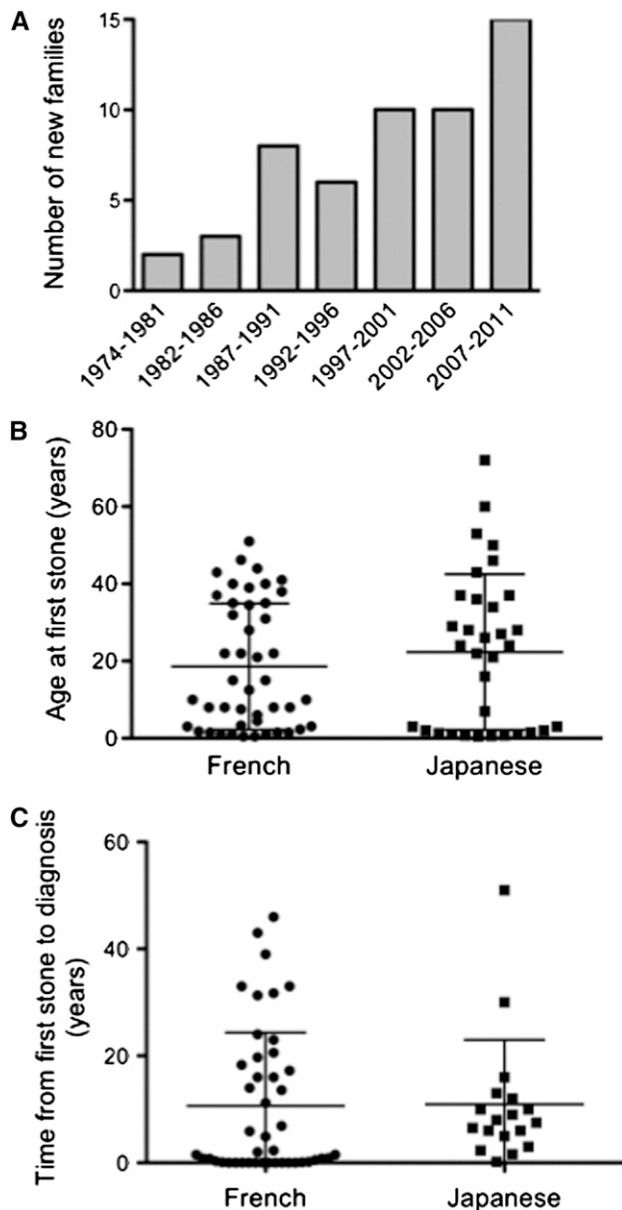 A
Number of new families
15
10
5
0
1974-1981
1982-1986
1987-1991
1992-1996
1997-2001
2002-2006
2007-2011
B
Age at first stone (years)
80
60
40
20
0
French
Japanese
C
Time from first stone to diagnosis
(years)
60
40
20
0
French
Japanese